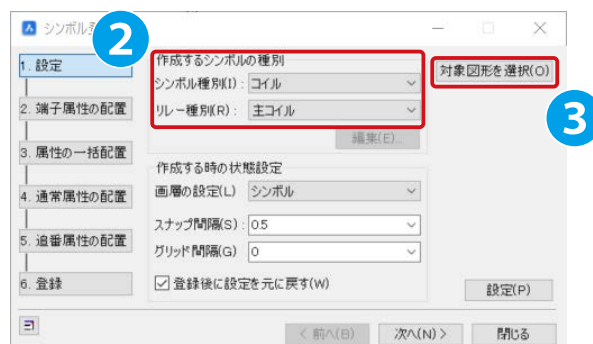 シンボル
2
1. 設定
2. 端子属性の配置
3. 属性の一括配置
4. 通常属性の配置
5. 追番属性の配置
6. 登録
作成するシンボルの種別
シンボル種別(I): コイル
リレー種別(R): 主コイル
編集(E)...
対象図形を選択(O)
3
作成する時の状態設定
画層の設定(L) シンボル
スナップ間隔(S): 0.5
グリッド間隔(G) 0
登録後に設定を元に戻す(W)
設定(P)
< 前へ(B)
次へ(N) >
閉じる